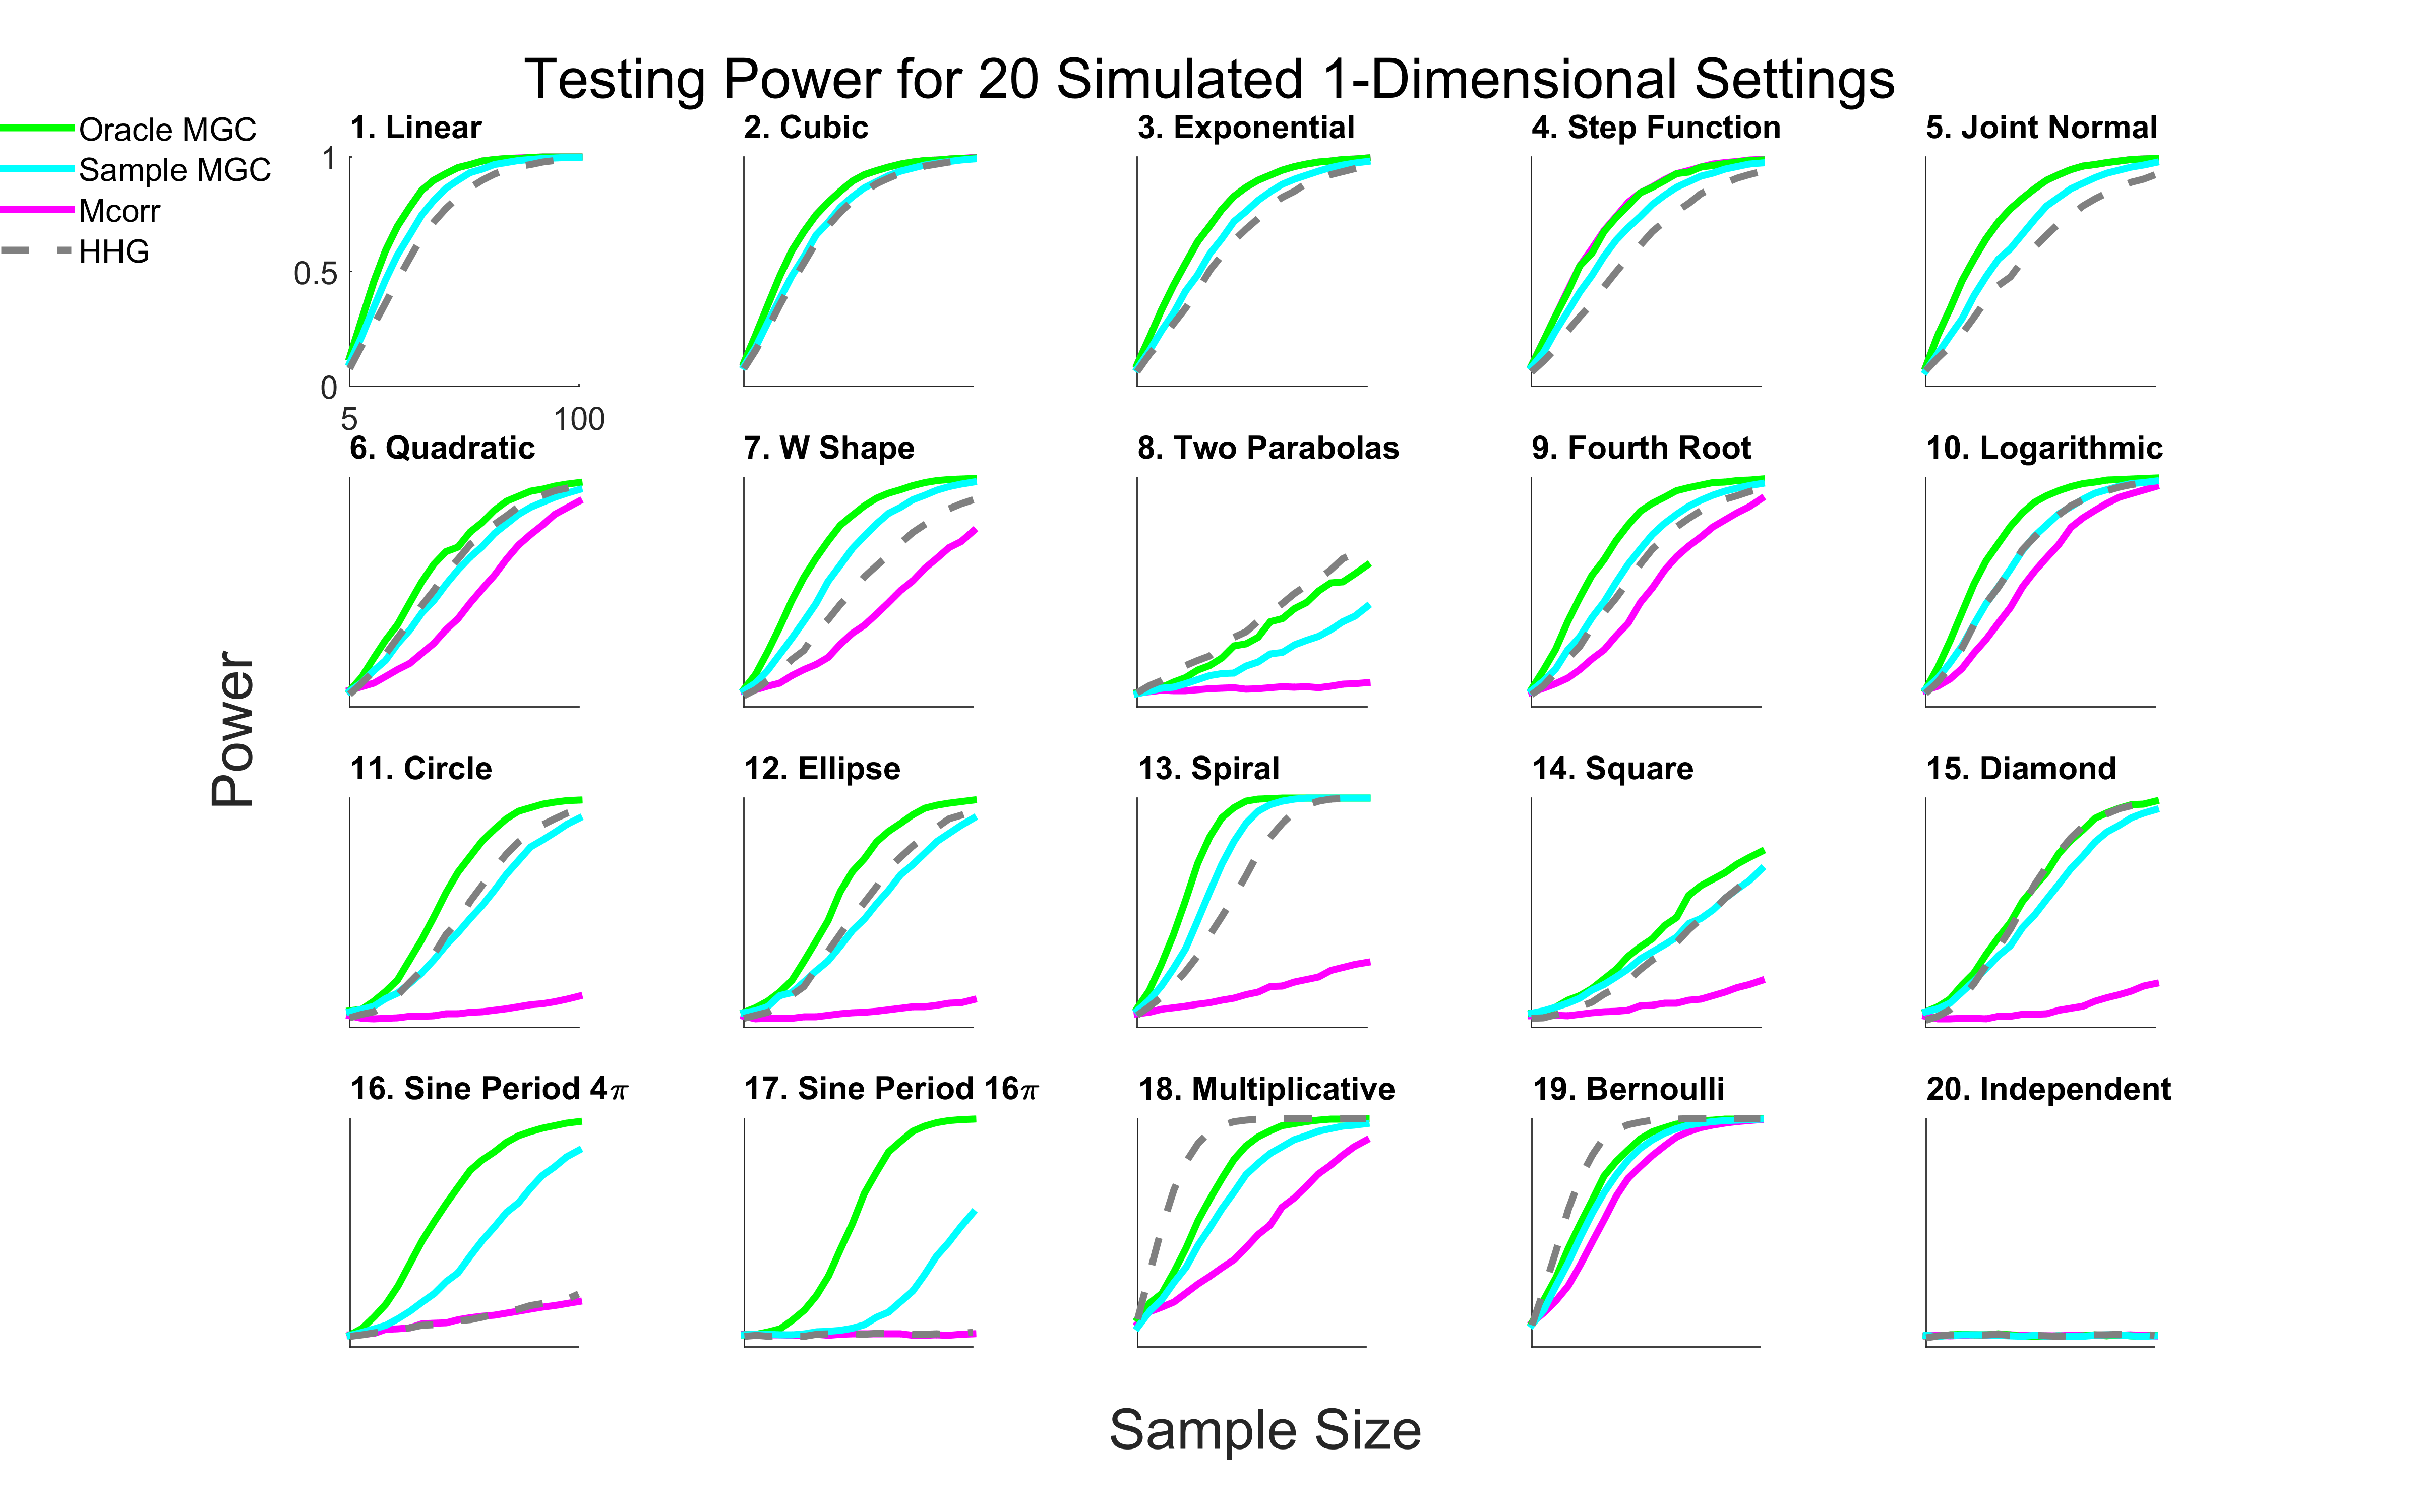 Testing Power for 20 Simulated 1-Dimensional Settings
Oracle MGC
Sample MGC
Mcorr
HHG
1. Linear
2. Cubic
3. Exponential
4. Step Function
5. Joint Normal
1
0.5
0
5
100
6. Quadratic
7. W Shape
8. Two Parabolas
9. Fourth Root
10. Logarithmic
Power
11. Circle
12. Ellipse
13. Spiral
14. Square
15. Diamond
16. Sine Period 4π
17. Sine Period 16π
18. Multiplicative
19. Bernoulli
20. Independent
Sample Size